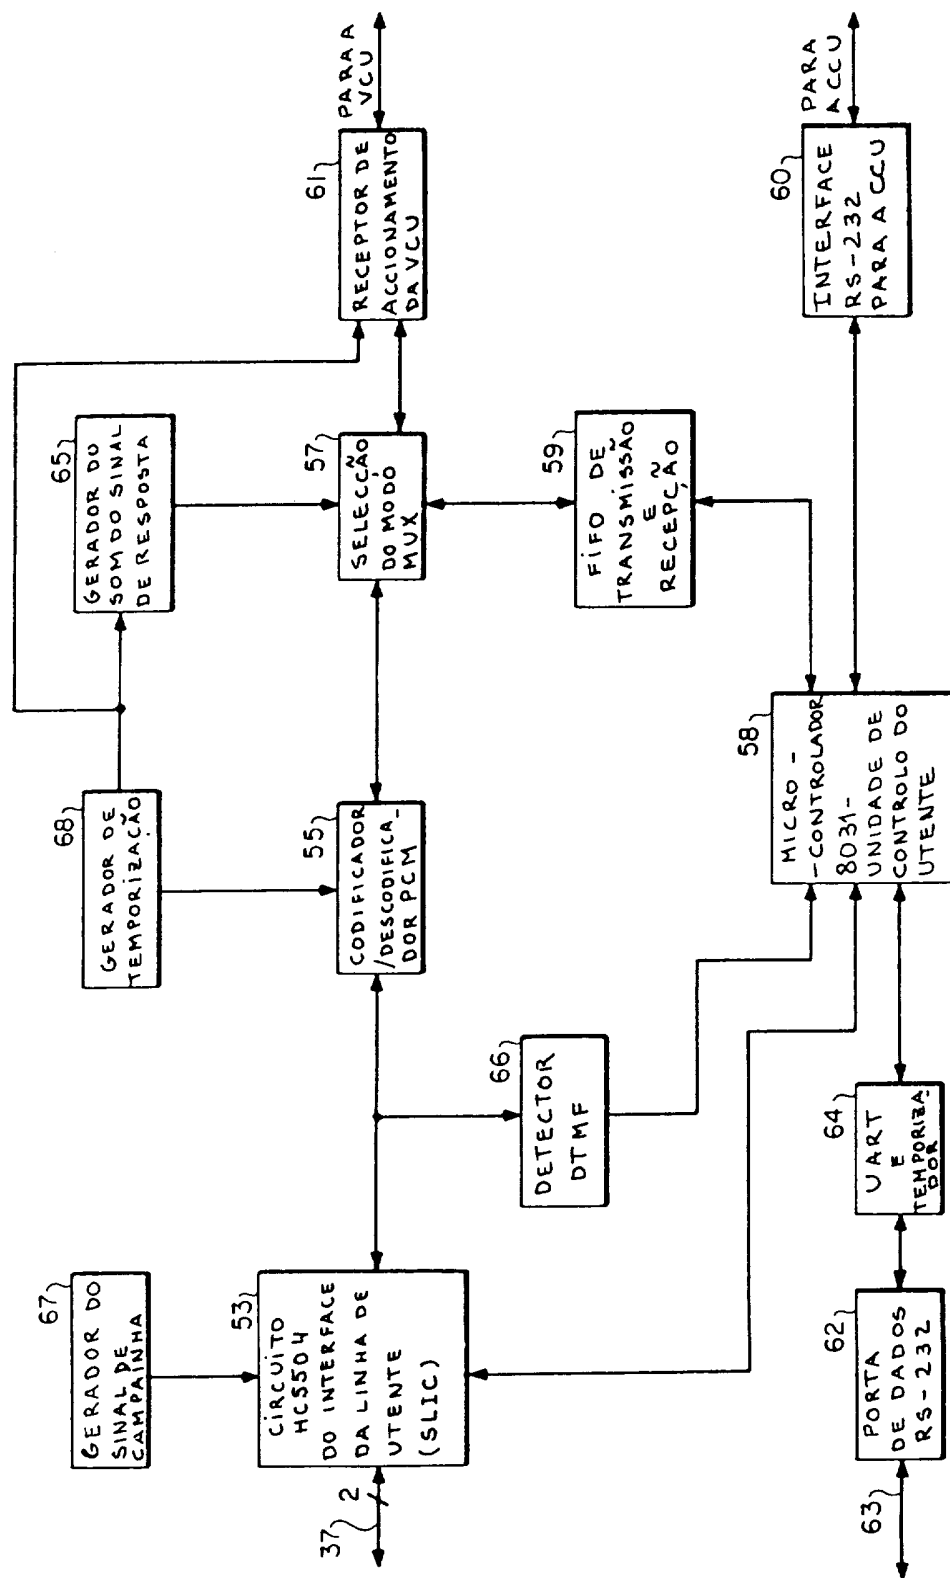 67
GERADOR DO
SINAL DE
CAMPAINHA
68
GERADOR DE
TEMPORIZAÇÃO
65
GERADOR DO
SOM DO SINAL
DE RESPOSTA
37
2
53
CIRCUITO
HC5504
DO INTERFACE
DA LINHA DE
UTENTE
(SLIC)
55
CODIFICADOR
/DESCODIFICA_
DOR PCM
57
SELECÇÃO
DO MODO
MUX
61
RECEPTOR DE
ACCIONAMENTO
DA VCU
PARA A
VCU
66
DETECTOR
DTMF
59
FIFO DE
TRANSMISSÃO
E
RECEPÇÃO
63
62
PORTA
DE DADOS
RS-232
64
UART
E
TEMPORIZA_
DOR
58
MICRO -
-CONTROLADOR
8031-
UNIDADE DE
CONTROLO DO
UTENTE
60
INTERFACE
RS-232
PARA A CCU
PARA
A CCU